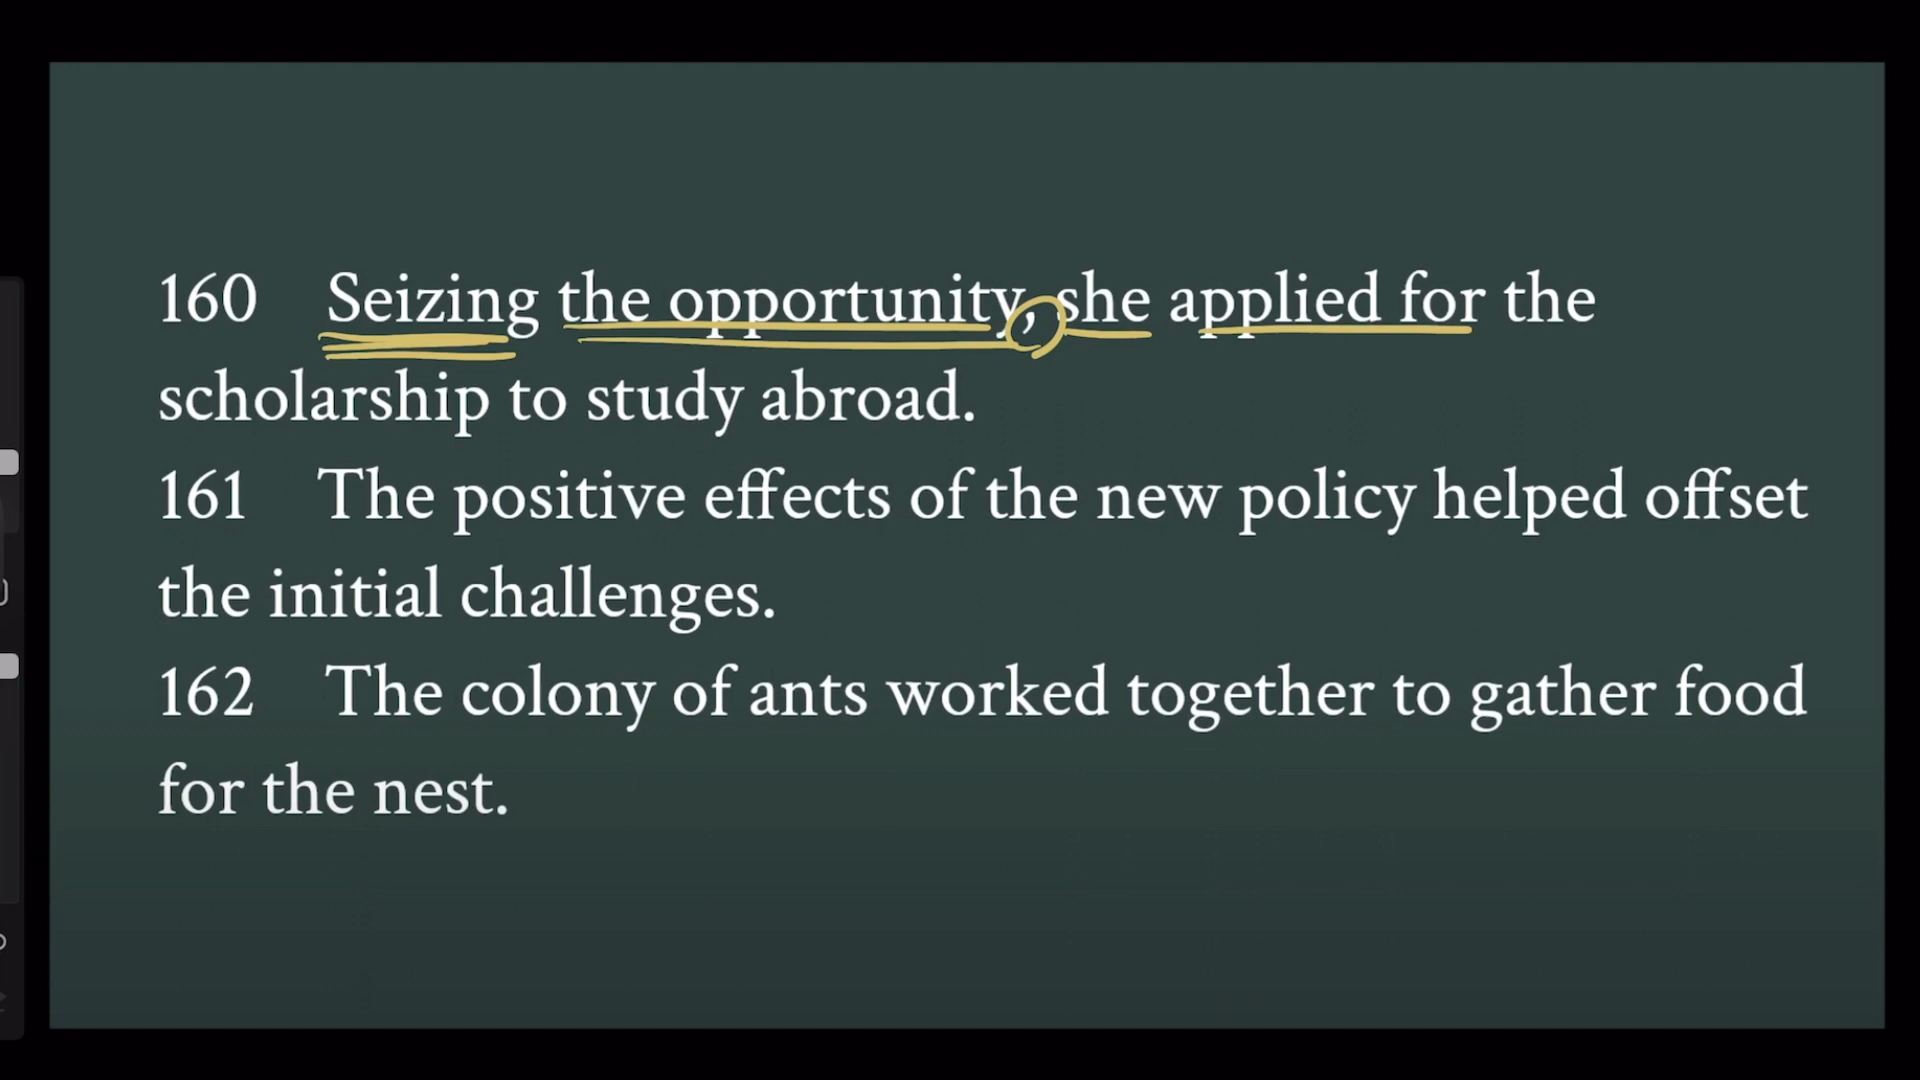 160 Seizing the opportunity, she applied for the
scholarship to study abroad.
161 The positive effects of the new policy helped offset
the initial challenges.
162 The colony of ants worked together to gather food
for the nest.